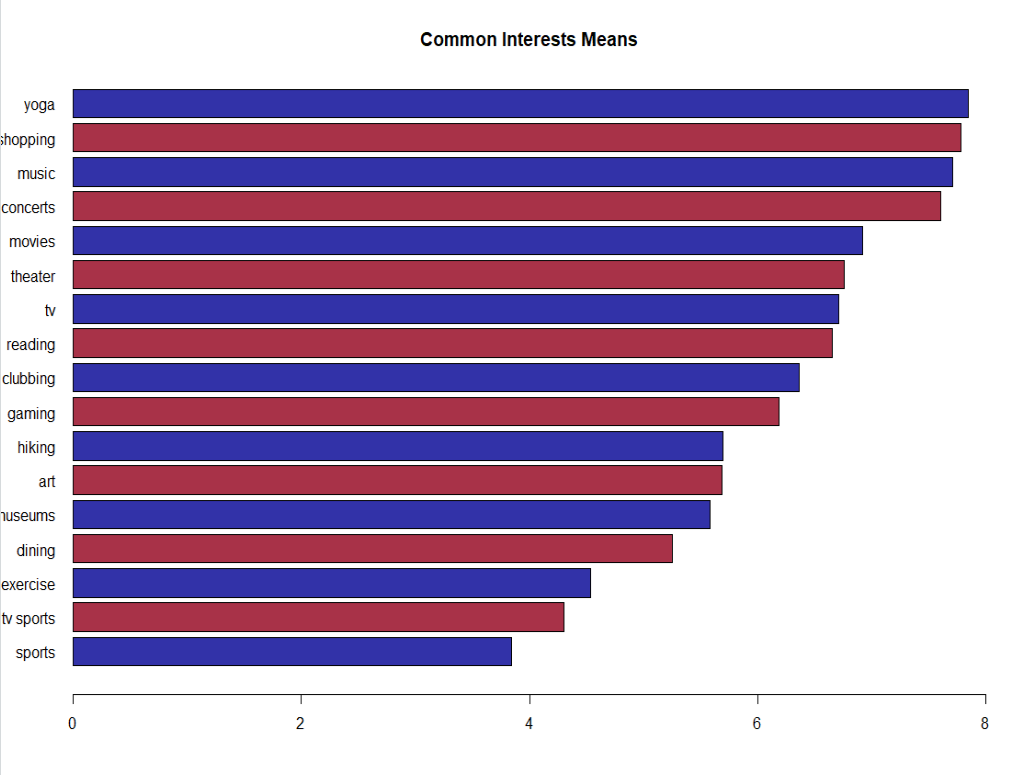 Common Interests Means
yoga
shopping
music
concerts
movies
theater
tv
reading
clubbing
gaming
hiking
art
museums
dining
exercise
tv sports
sports
0 2 4 6 8